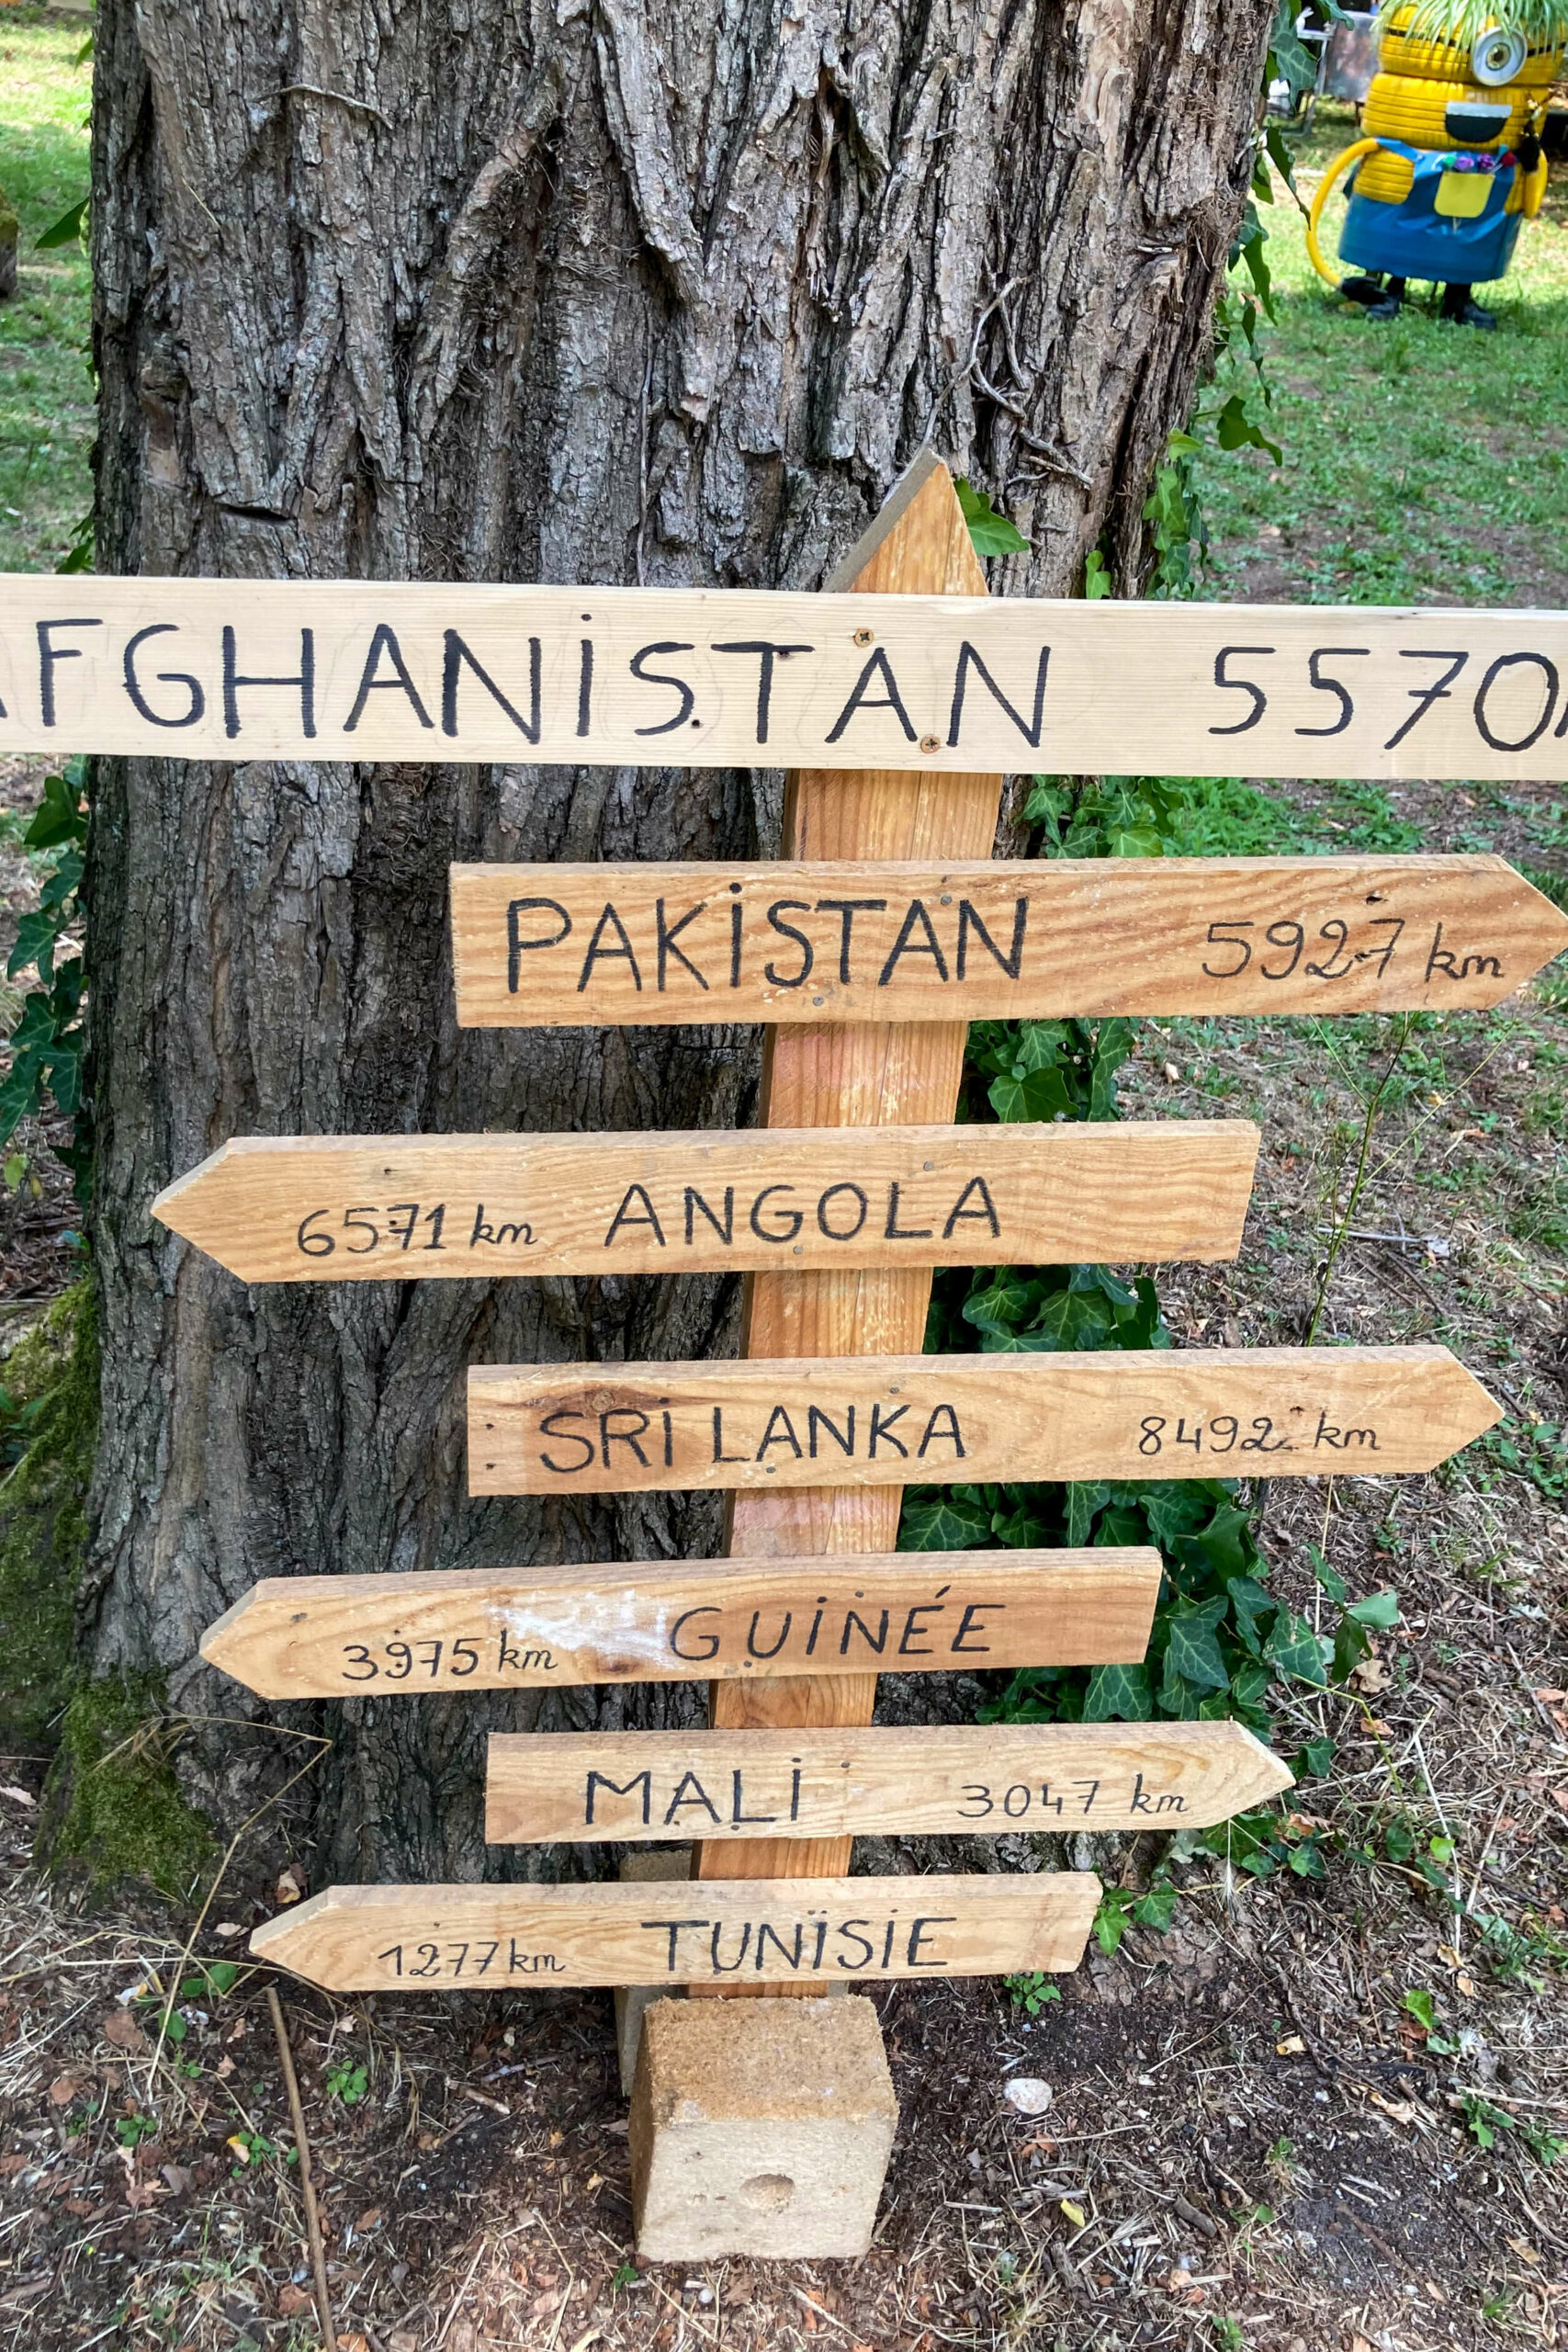 AFGHANISTAN 5570
PAKISTAN 5927 km
6571 km ANGOLA
SRI LANKA 8492 km
3975 km GUINÉE
MALI 3047 km
1277 km TUNISIE